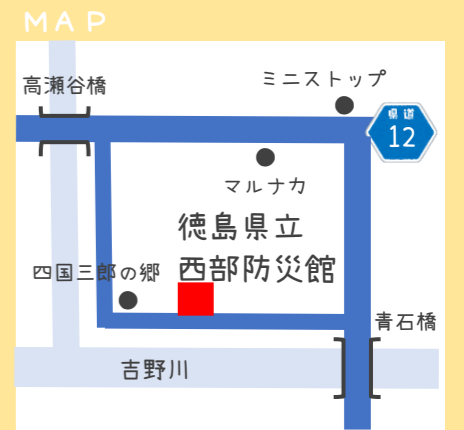 MAP
高瀬谷橋
ミニストップ
県道
12
マルナカ
徳島県立
西部防災館
四国三郎の郷
青石橋
吉野川